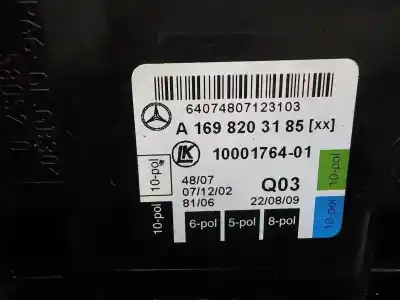 64074807123103
A 169 820 31 85 [xx]
LK 10001764-01
48/07
07/12/02 Q03
81/06 22/08/09
6-pol 5-pol 8-pol
10-pol
10-pol
10-pol
10-pol